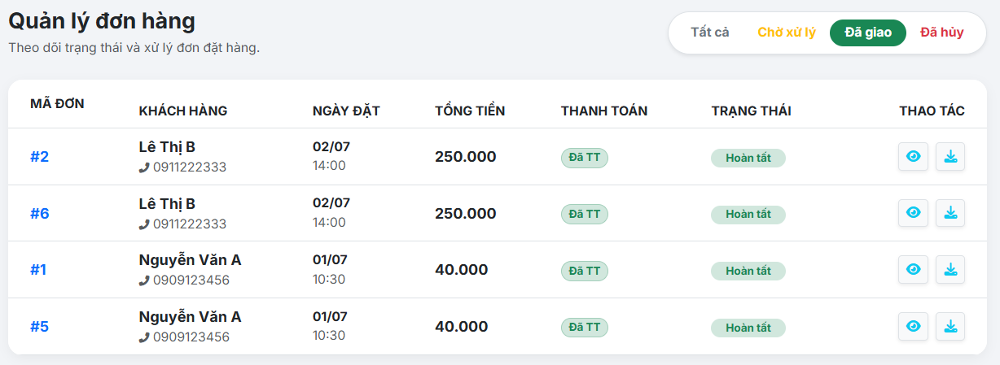 Quản lý đơn hàng
Theo dõi trạng thái và xử lý đơn đặt hàng.
Tất cả Chờ xử lý Đã giao Đã hủy
MÃ ĐƠN KHÁCH HÀNG NGÀY ĐẶT TỔNG TIỀN THANH TOÁN TRẠNG THÁI THAO TÁC
#2 Lê Thị B 02/07 250.000 Đã TT Hoàn tất
0911222333 14:00
#6 Lê Thị B 02/07 250.000 Đã TT Hoàn tất
0911222333 14:00
#1 Nguyễn Văn A 01/07 40.000 Đã TT Hoàn tất
0909123456 10:30
#5 Nguyễn Văn A 01/07 40.000 Đã TT Hoàn tất
0909123456 10:30